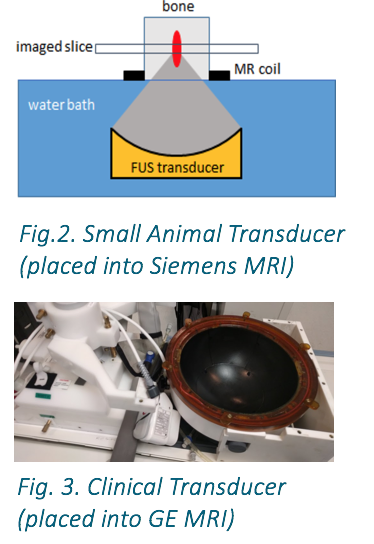 bone
imaged slice
MR coil
water bath
FUS transducer
Fig.2. Small Animal Transducer
(placed into Siemens MRI)
Fig. 3. Clinical Transducer
(placed into GE MRI)